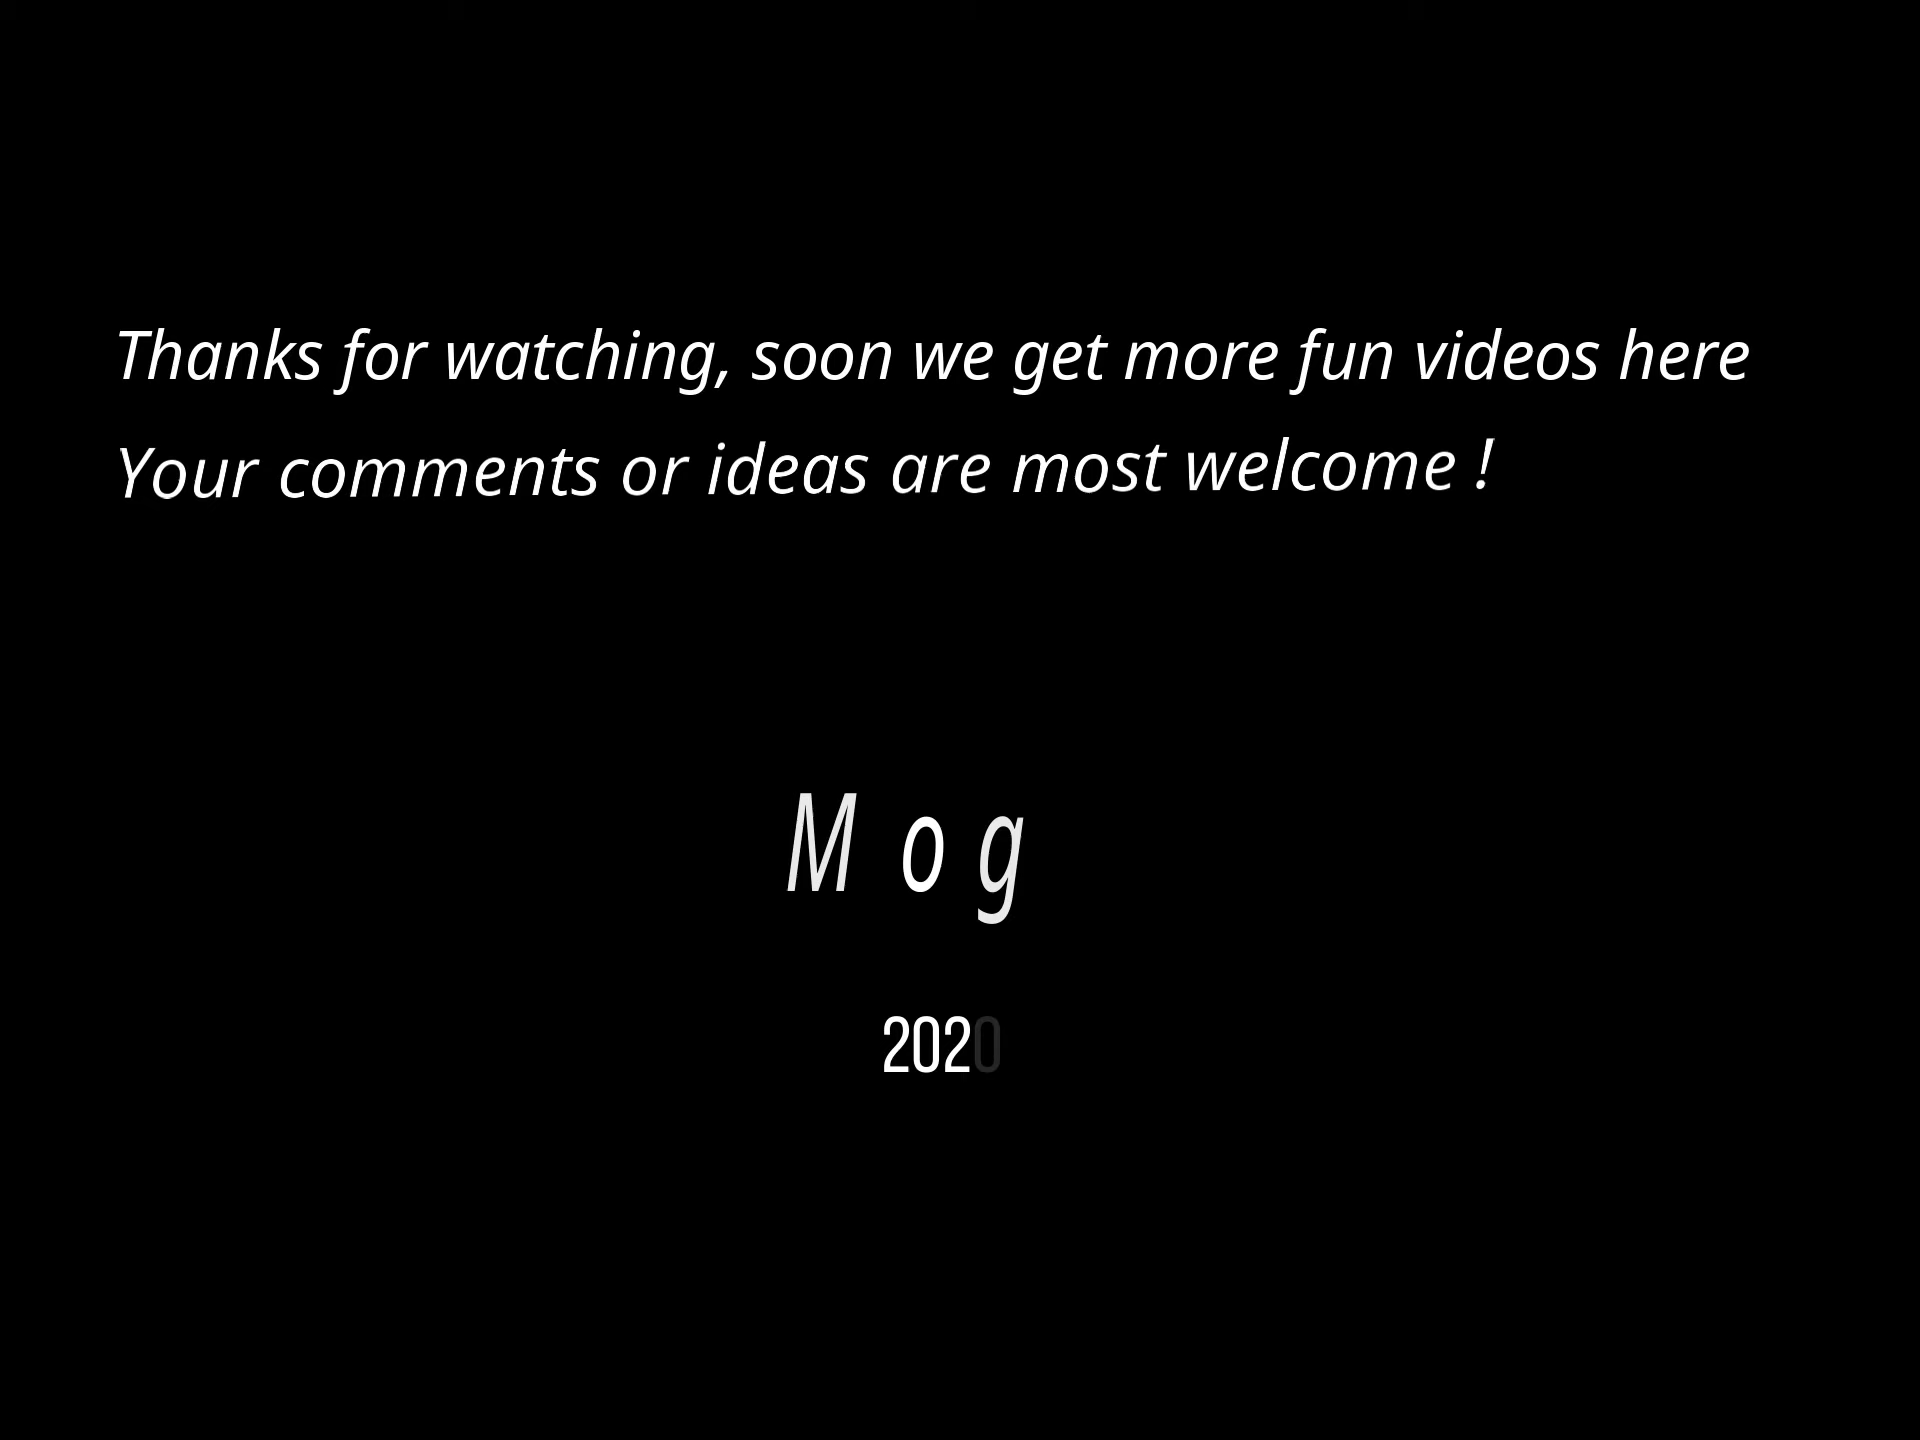 Thanks for watching, soon we get more fun videos here
Your comments or ideas are most welcome !
M o g
2020